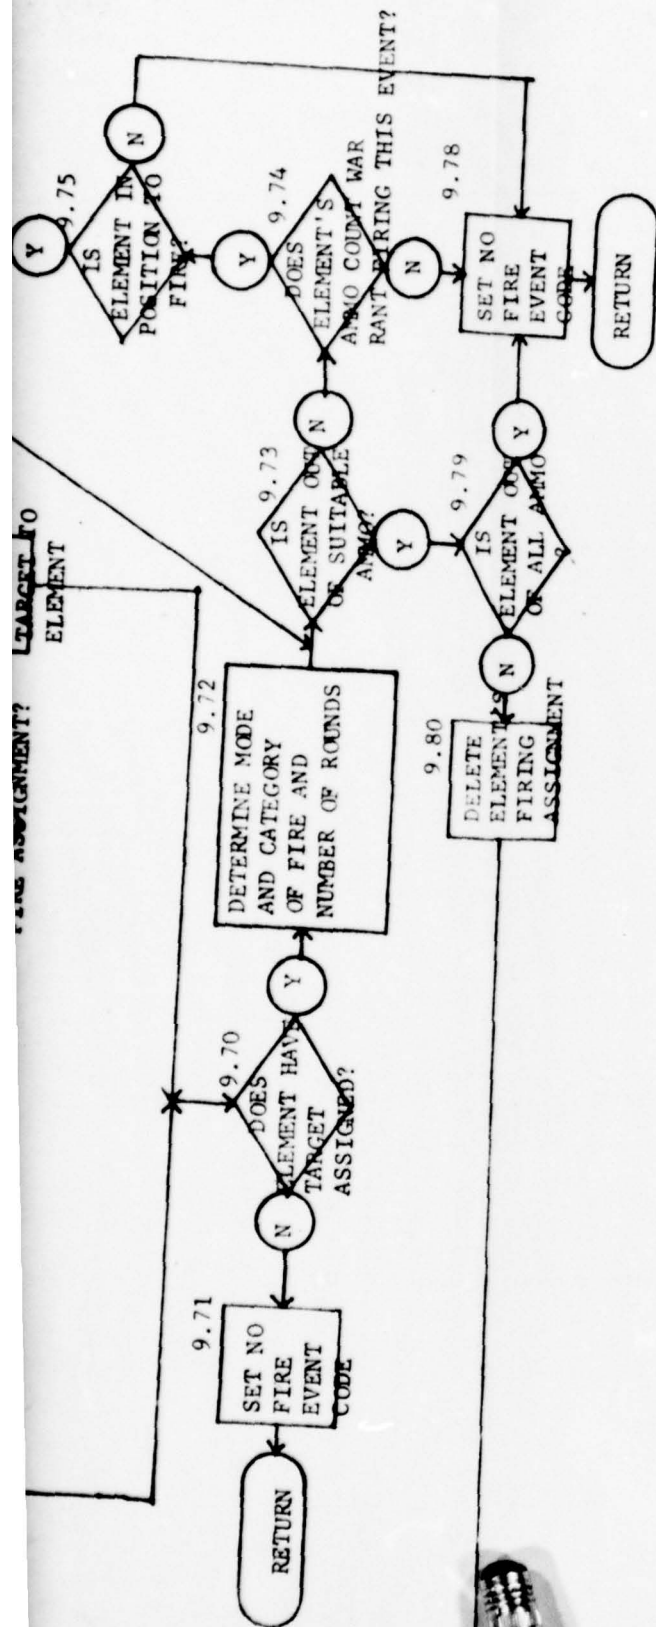 TARGET TO
ELEMENT
FIRE ASSIGNMENT?
9.75
IS
ELEMENT IN
POSITION TO
FIRE?
Y
N
9.74
DOES
ELEMENT'S
AMMO COUNT WAR
RANT FIRING THIS EVENT?
Y
N
9.78
SET NO
FIRE
EVENT
CODE
RETURN
9.73
IS
ELEMENT OUT
OF SUITABLE
AMMO?
N
Y
9.79
IS
ELEMENT OUT
OF ALL AMMO
?
Y
N
9.80
DELETE
ELEMENT'S
FIRING
ASSIGNMENT
9.72
DETERMINE MODE
AND CATEGORY
OF FIRE AND
NUMBER OF ROUNDS
9.70
DOES
ELEMENT HAVE
TARGET
ASSIGNED?
Y
N
9.71
SET NO
FIRE
EVENT
CODE
RETURN